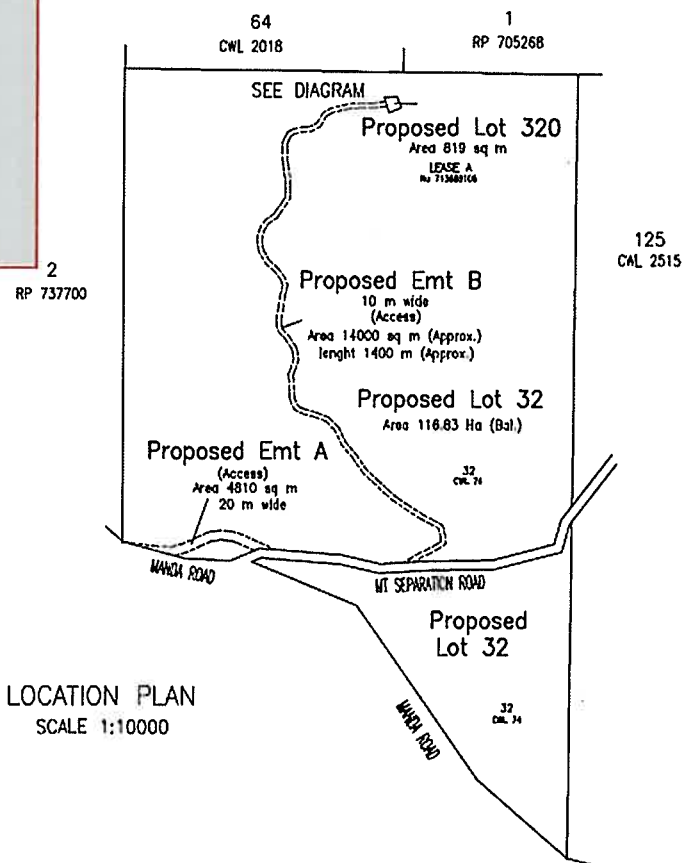 64
CWL 2018
1
RP 705268
SEE DIAGRAM
Proposed Lot 320
Area 819 sq m
LEASE A
No 713689106
125
CWL 2515
2
RP 737700
Proposed Emt B
10 m wide
(Access)
Area 14000 sq m (Approx.)
lenght 1400 m (Approx.)
Proposed Lot 32
Area 116.83 Ha (Bal.)
Proposed Emt A
(Access)
Area 4810 sq m
20 m wide
32
MANDA ROAD
MT SEPARATION ROAD
Proposed
Lot 32
32
MANDA ROAD
LOCATION PLAN
SCALE 1:10000